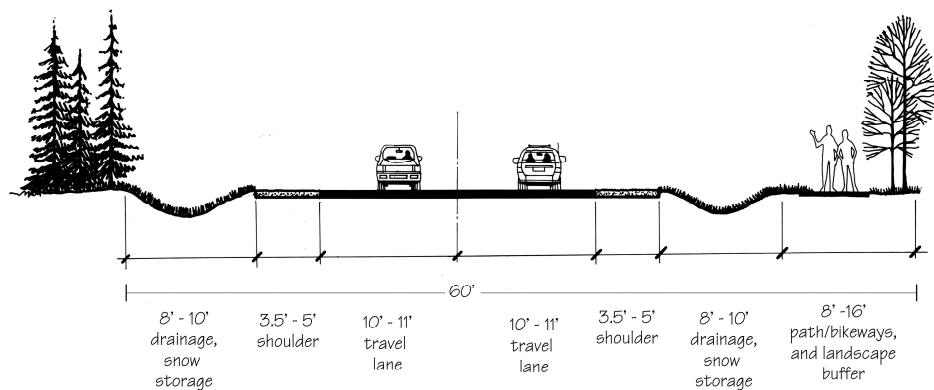 60'
8' - 10'
drainage,
snow
storage
3.5' - 5'
shoulder
10' - 11'
travel
lane
10' - 11'
travel
lane
3.5' - 5'
shoulder
8' - 10'
drainage,
snow
storage
8' -16'
path/bikeways,
and landscape
buffer